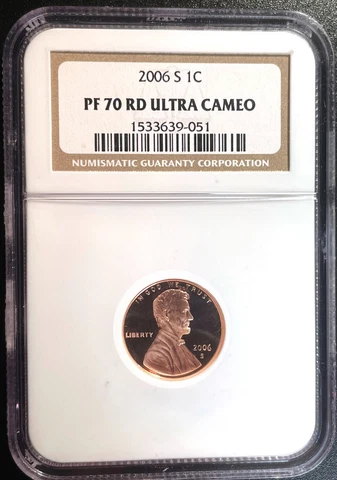 2006 S 1C
PF 70 RD ULTRA CAMEO
1533639-051
NUMISMATIC GUARANTY CORPORATION
IN GOD WE TRUST
LIBERTY
2006
S